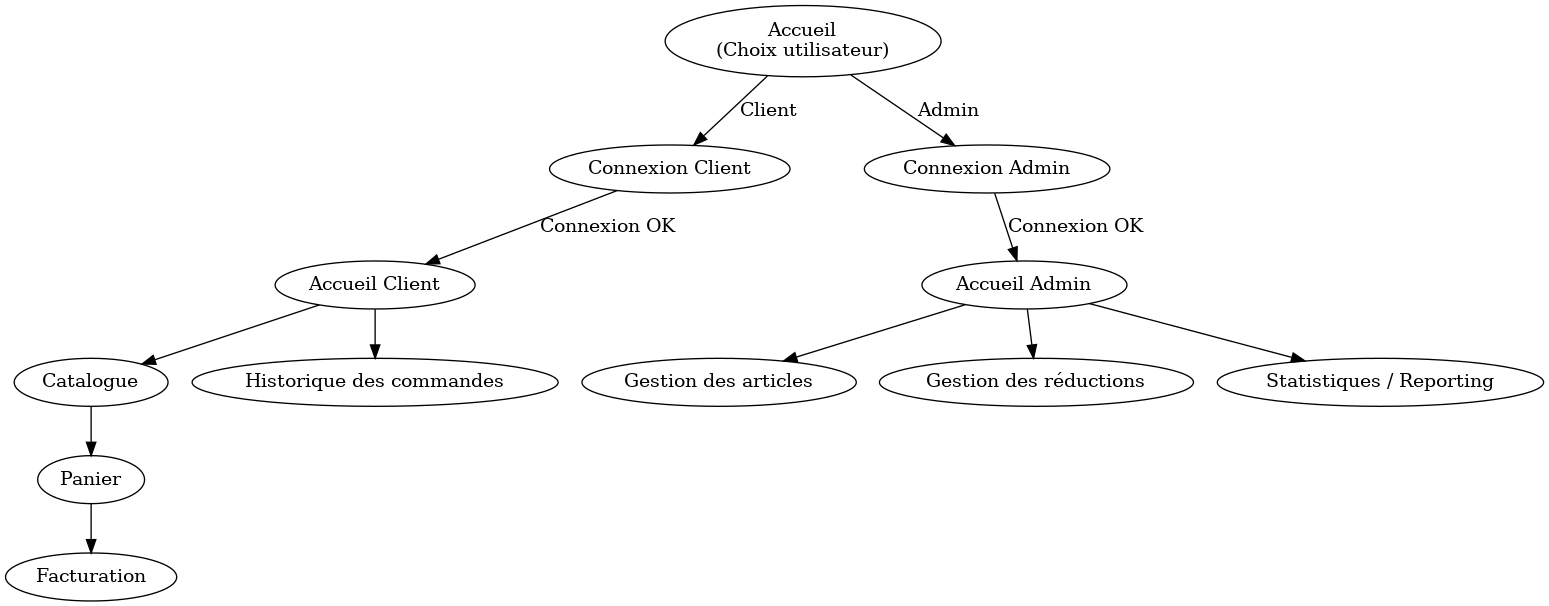 Accueil
(Choix utilisateur)
Client
Admin
Connexion Client
Connexion Admin
Connexion OK
Connexion OK
Accueil Client
Accueil Admin
Catalogue
Historique des commandes
Gestion des articles
Gestion des réductions
Statistiques / Reporting
Panier
Facturation